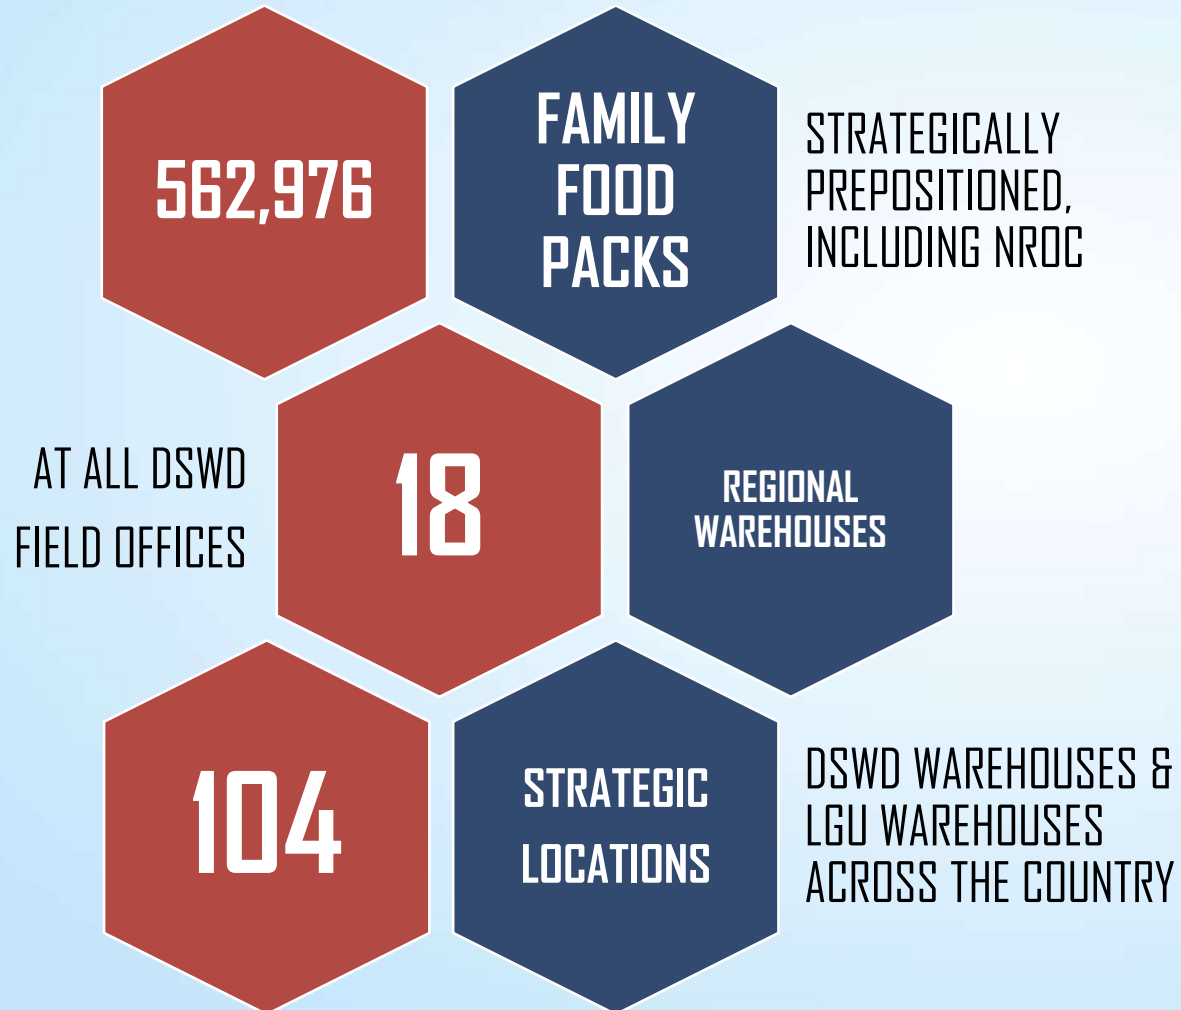 562,976
FAMILY
FOOD
PACKS
STRATEGICALLY
PREPOSITIONED,
INCLUDING NROC
AT ALL DSWD
FIELD OFFICES
18
REGIONAL
WAREHOUSES
104
STRATEGIC
LOCATIONS
DSWD WAREHOUSES &
LGU WAREHOUSES
ACROSS THE COUNTRY